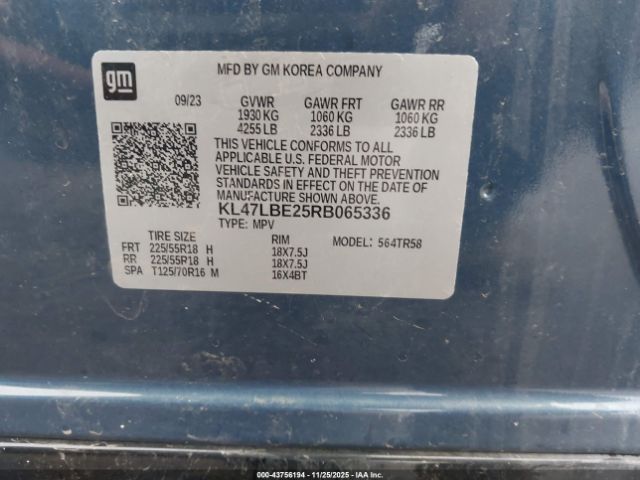 gm
MFD BY GM KOREA COMPANY
09/23 GVWR GAWR FRT GAWR RR
1930 KG 1060 KG 1060 KG
4255 LB 2336 LB 2336 LB
THIS VEHICLE CONFORMS TO ALL
APPLICABLE U.S. FEDERAL MOTOR
VEHICLE SAFETY AND THEFT PREVENTION
STANDARDS IN EFFECT ON THE DATE OF
MANUFACTURE SHOWN ABOVE.
KL47LBE25RB065336
TYPE: MPV
TIRE SIZE RIM MODEL: 564TR58
FRT 225/55R18 H 18X7.5J
RR 225/55R18 H 18X7.5J
SPA T125/70R16 M 16X4BT
www.43756194 - 11/25/2025 - IAAI.com